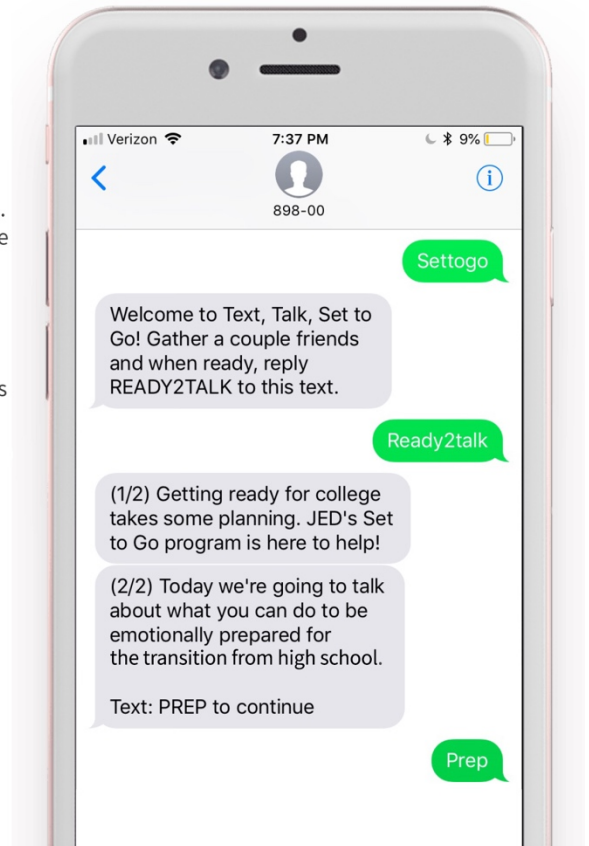 .
e
s
Verizon 7:37 PM 9%
898-00
Settogo
Welcome to Text, Talk, Set to
Go! Gather a couple friends
and when ready, reply
READY2TALK to this text.
Ready2talk
(1/2) Getting ready for college
takes some planning. JED's Set
to Go program is here to help!
(2/2) Today we're going to talk
about what you can do to be
emotionally prepared for
the transition from high school.
Text: PREP to continue
Prep